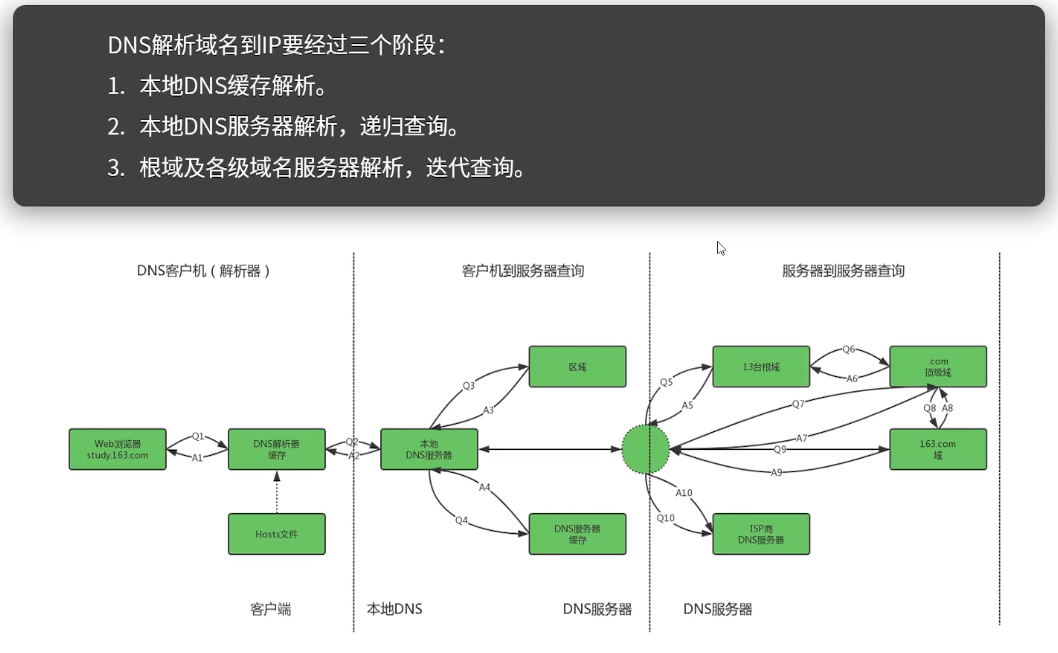 DNS解析域名到IP要经过三个阶段：
1. 本地DNS缓存解析。
2. 本地DNS服务器解析，递归查询。
3. 根域及各级域名服务器解析，迭代查询。
DNS客户机（解析器）
客户机到服务器查询
服务器到服务器查询
Web浏览器
study.163.com
Q1
A1
DNS解析器
缓存
Hosts文件
Q2
A2
本地
DNS服务器
Q3
A3
区域
A4
Q4
DNS服务器
缓存
Q5
A5
13台根域
Q6
A6
.com
顶级域
Q7
A7
Q8
A8
Q9
A9
163.com
域
A10
Q10
ISP商
DNS服务器
客户端
本地DNS
DNS服务器
DNS服务器